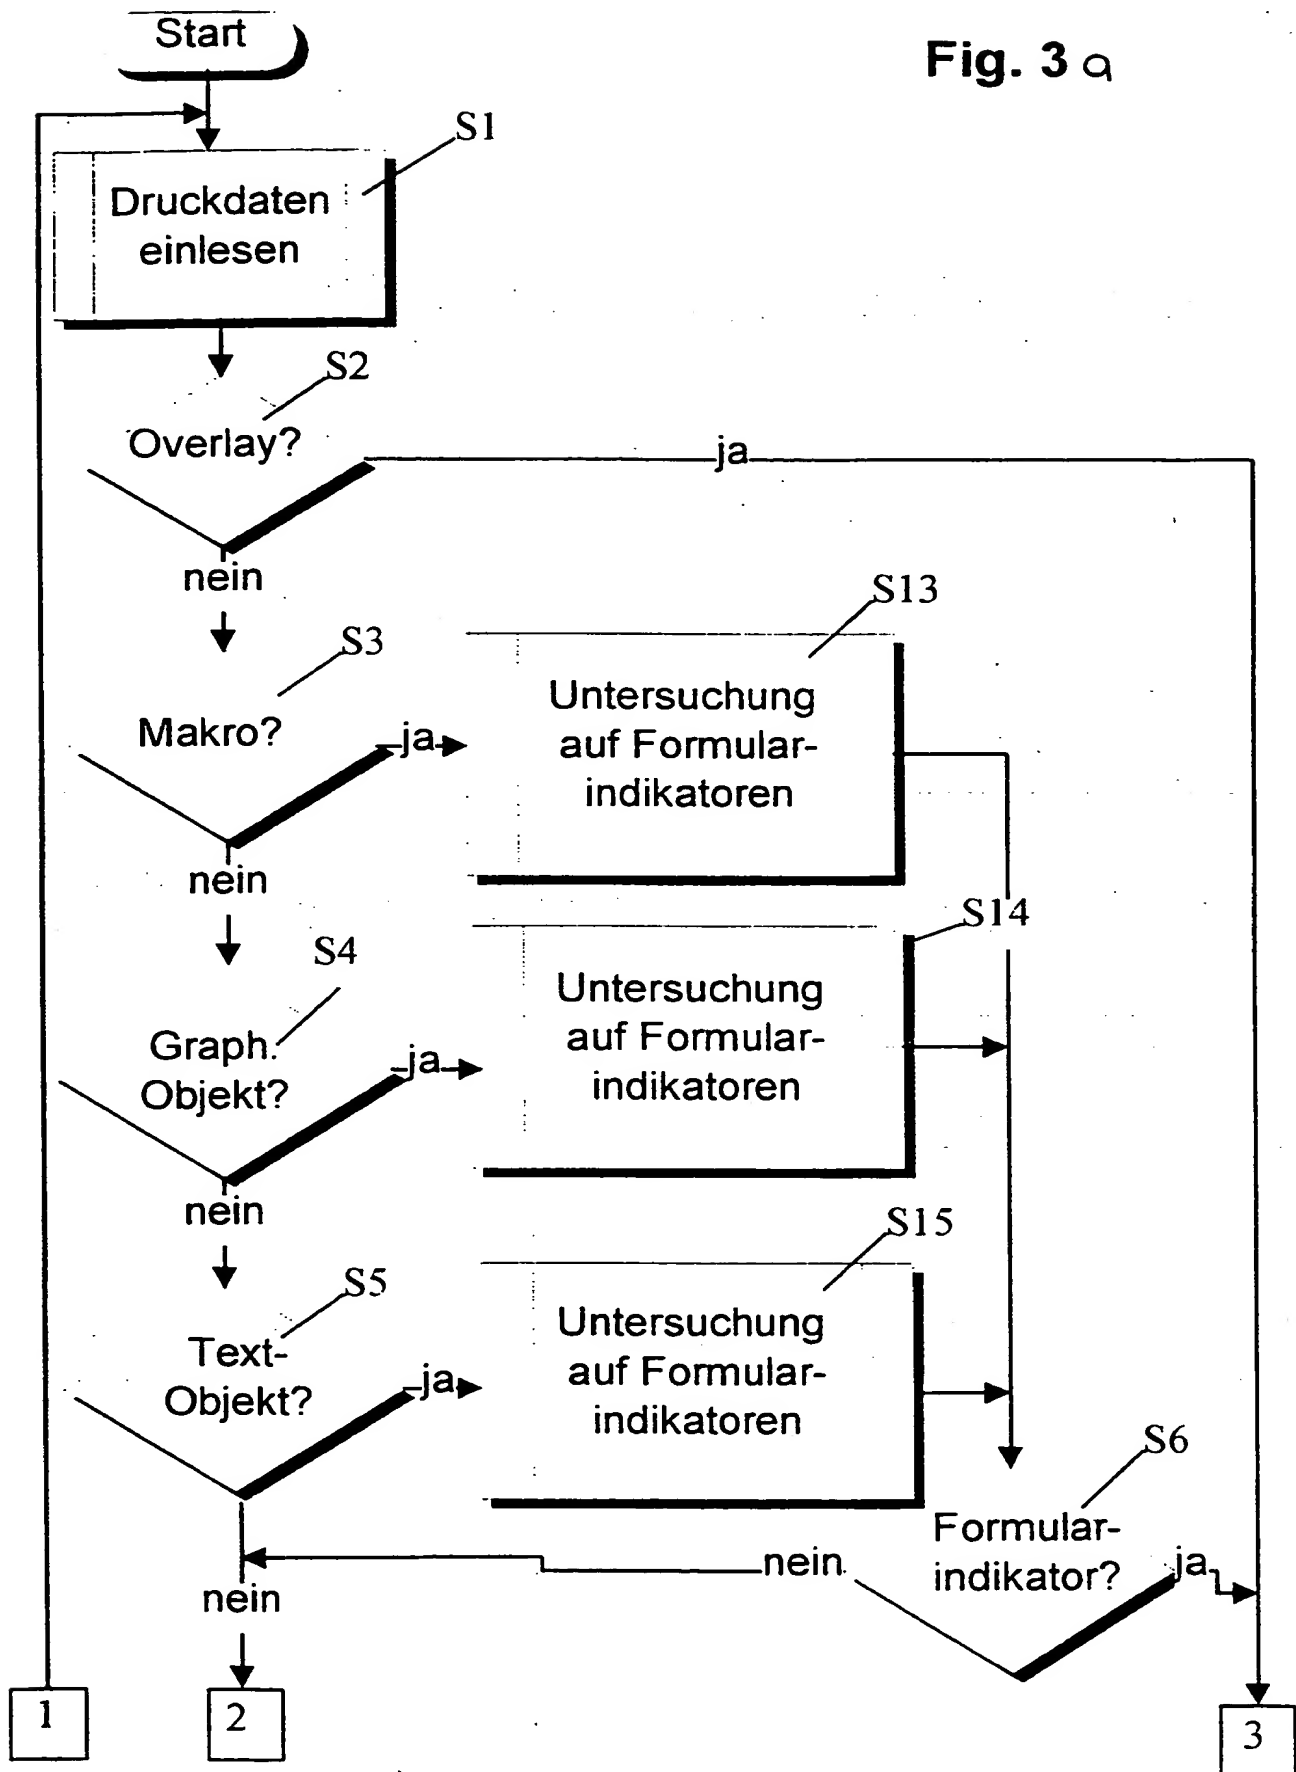 Start
Fig. 3 a
S1
Druckdaten
einlesen
S2
Overlay?
ja
nein
S13
S3
Untersuchung
auf Formular-
indikatoren
Makro?
ja
nein
S14
S4
Untersuchung
auf Formular-
indikatoren
Graph.
Objekt?
ja
nein
S15
S5
Untersuchung
auf Formular-
indikatoren
Text-
Objekt?
ja
S6
Formular-
indikator?
nein
ja
nein
1
2
3